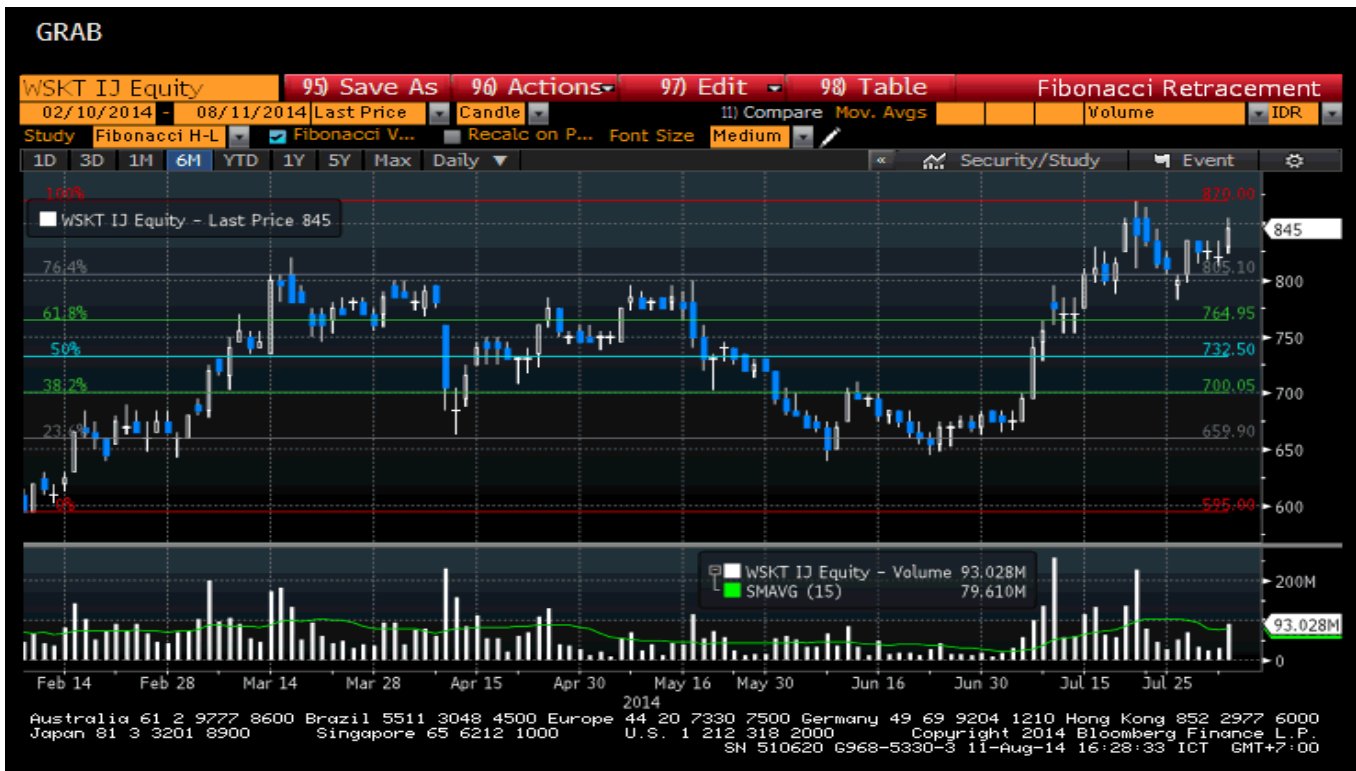 GRAB
WSKT IJ Equity 95) Save As 96) Actions 97) Edit 98) Table Fibonacci Retracement
02/10/2014 - 08/11/2014 Last Price Candle 11) Compare Mov. Avgs Volume IDR
Study Fibonacci H-L Fibonacci V... Recalc on P... Font Size Medium
1D 3D 1M 6M YTD 1Y 5Y Max Daily ▼ « Security/Study Event
100% 870.00
WSKT IJ Equity - Last Price 845
845
76.4% 805.10
800
61.8% 764.95
750
50% 732.50
38.2% 700.05
700
23.6% 659.90
650
0% 595.00
600
WSKT IJ Equity - Volume 93.028M
SMAVG (15) 79.610M
200M
93.028M
0
Feb 14 Feb 28 Mar 14 Mar 28 Apr 15 Apr 30 May 16 May 30 Jun 16 Jun 30 Jul 15 Jul 25
2014
Australia 61 2 9777 8600 Brazil 5511 3048 4500 Europe 44 20 7330 7500 Germany 49 69 9204 1210 Hong Kong 852 2977 6000
Japan 81 3 3201 8900 Singapore 65 6212 1000 U.S. 1 212 318 2000 Copyright 2014 Bloomberg Finance L.P.
SN 510620 G968-5330-3 11-Aug-14 16:28:33 ICT GMT+7:00